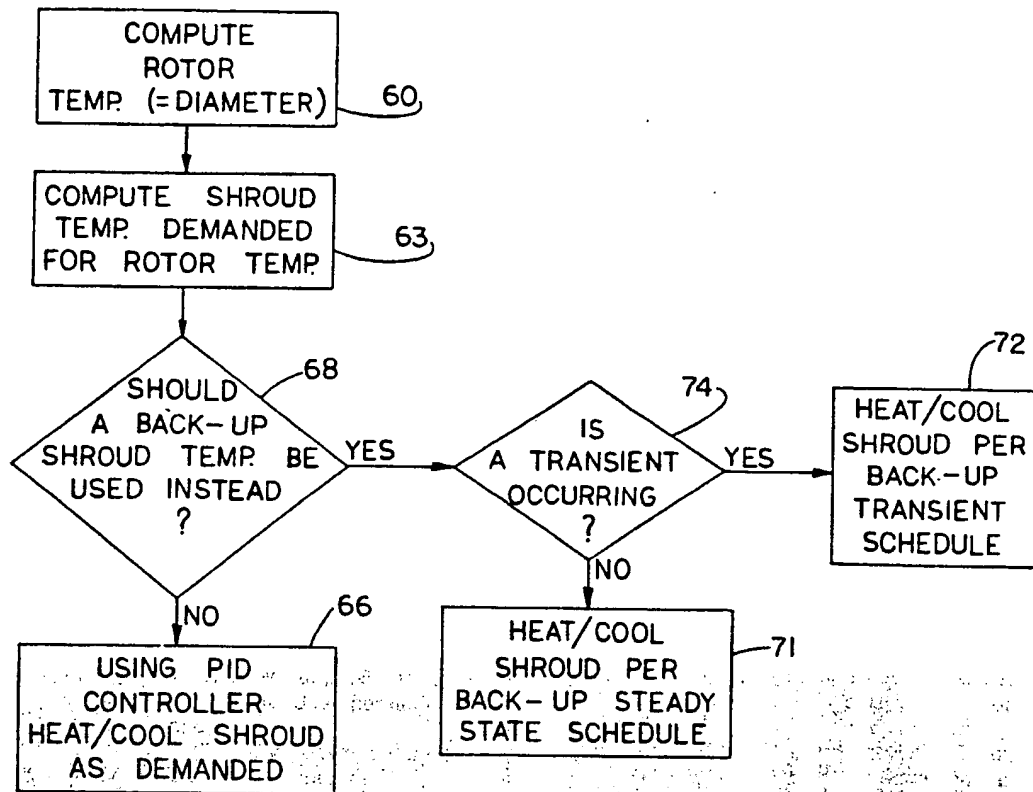 COMPUTE
ROTOR
TEMP. (=DIAMETER)
60
COMPUTE SHROUD
TEMP. DEMANDED
FOR ROTOR TEMP.
63
SHOULD
A BACK-UP
SHROUD TEMP. BE
USED INSTEAD
?
68
YES
NO
IS
A TRANSIENT
OCCURRING
?
74
YES
NO
HEAT/COOL
SHROUD PER
BACK-UP
TRANSIENT
SCHEDULE
72
USING PID
CONTROLLER
HEAT/COOL SHROUD
AS DEMANDED
66
HEAT/COOL
SHROUD PER
BACK-UP STEADY
STATE SCHEDULE
71